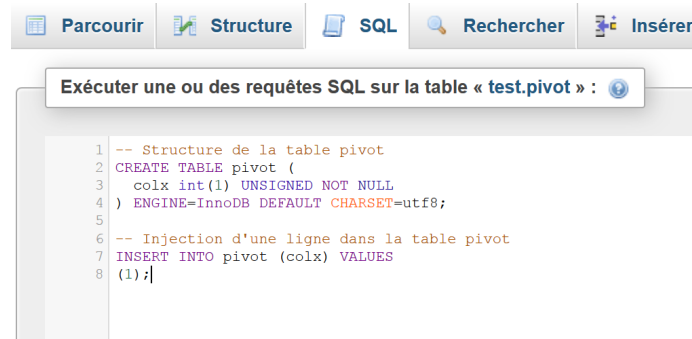 Parcourir Structure SQL Rechercher Insérer
Exécuter une ou des requêtes SQL sur la table « test.pivot » :
1 -- Structure de la table pivot
2 CREATE TABLE pivot (
3 colx int(1) UNSIGNED NOT NULL
4 ) ENGINE=InnoDB DEFAULT CHARSET=utf8;
5
6 -- Injection d'une ligne dans la table pivot
7 INSERT INTO pivot (colx) VALUES
8 (1);